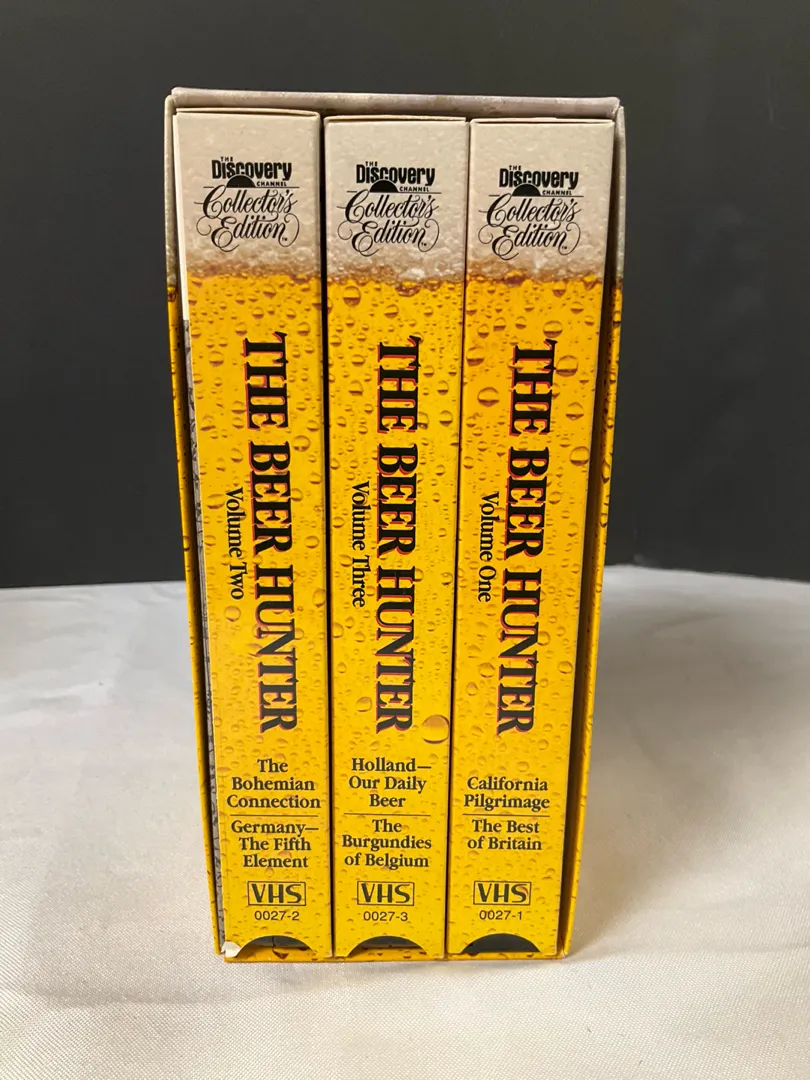 THE
Discovery
CHANNEL
Collector's
Edition™
THE BEER HUNTER
Volume Two
The
Bohemian
Connection
Germany—
The Fifth
Element
VHS
0027-2
THE
Discovery
CHANNEL
Collector's
Edition™
THE BEER HUNTER
Volume Three
Holland—
Our Daily
Beer
The
Burgundies
of Belgium
VHS
0027-3
THE
Discovery
CHANNEL
Collector's
Edition™
THE BEER HUNTER
Volume One
California
Pilgrimage
The Best
of Britain
VHS
0027-1